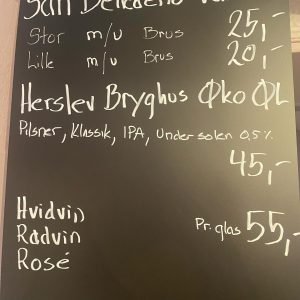 San
25,-
Stor m/u Brus
Lille m/u Brus 20,-
Herslev Bryghus Øko ØL
Pilsner, Klassik, IPA, Under solen 0,5%
45,-
Hvidvin
Rødvin Pr. glas 55,-
Rosé